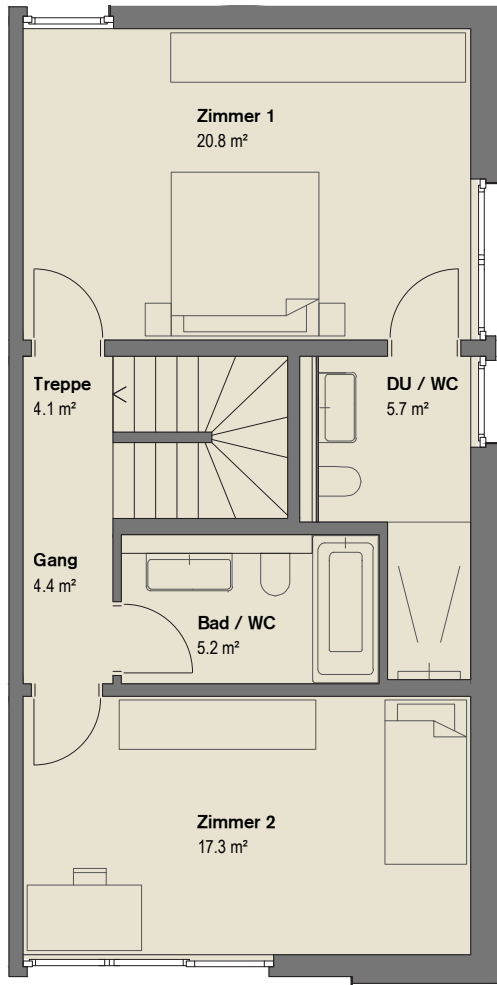 Zimmer 1
20.8 m²
Treppe
4.1 m²
DU / WC
5.7 m²
Gang
4.4 m²
Bad / WC
5.2 m²
Zimmer 2
17.3 m²